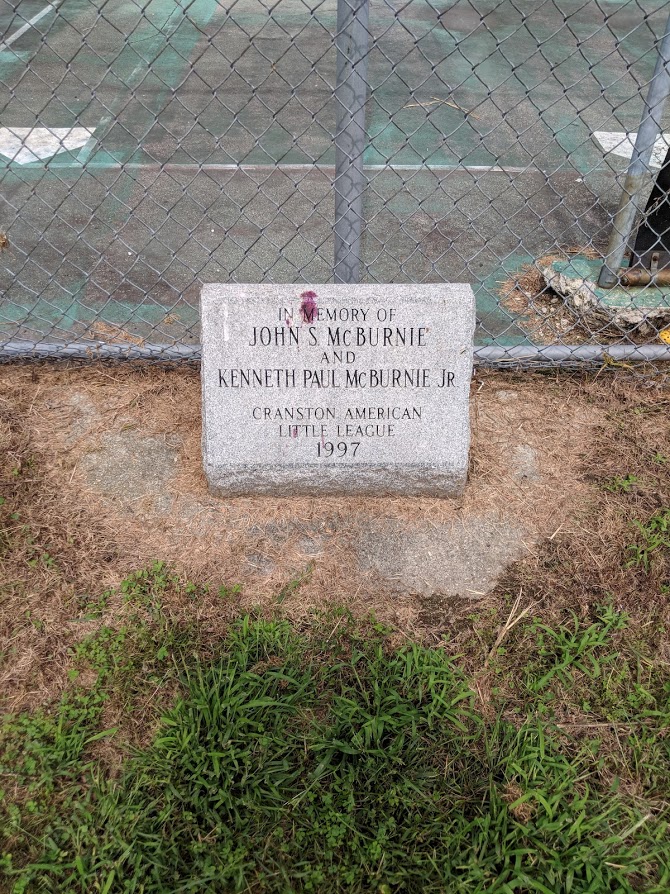 IN MEMORY OF
JOHN S. McBURNIE
AND
KENNETH PAUL McBURNIE JR
CRANSTON AMERICAN
LITTLE LEAGUE
1997